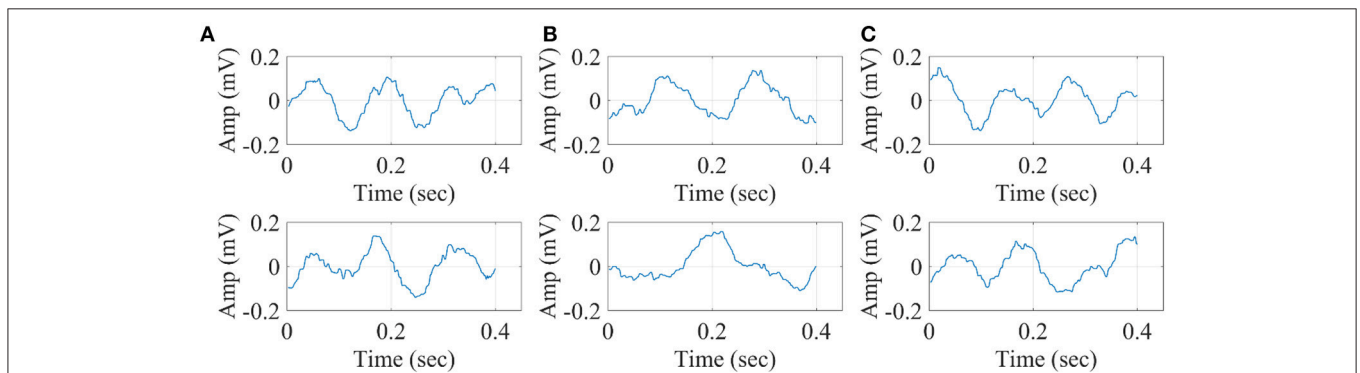 A B C
0.2 0.2 0.2
Amp (mV) Amp (mV) Amp (mV)
0 0 0
-0.2 -0.2 -0.2
0 0.2 0.4 0 0.2 0.4 0 0.2 0.4
Time (sec) Time (sec) Time (sec)
0.2 0.2 0.2
Amp (mV) Amp (mV) Amp (mV)
0 0 0
-0.2 -0.2 -0.2
0 0.2 0.4 0 0.2 0.4 0 0.2 0.4
Time (sec) Time (sec) Time (sec)